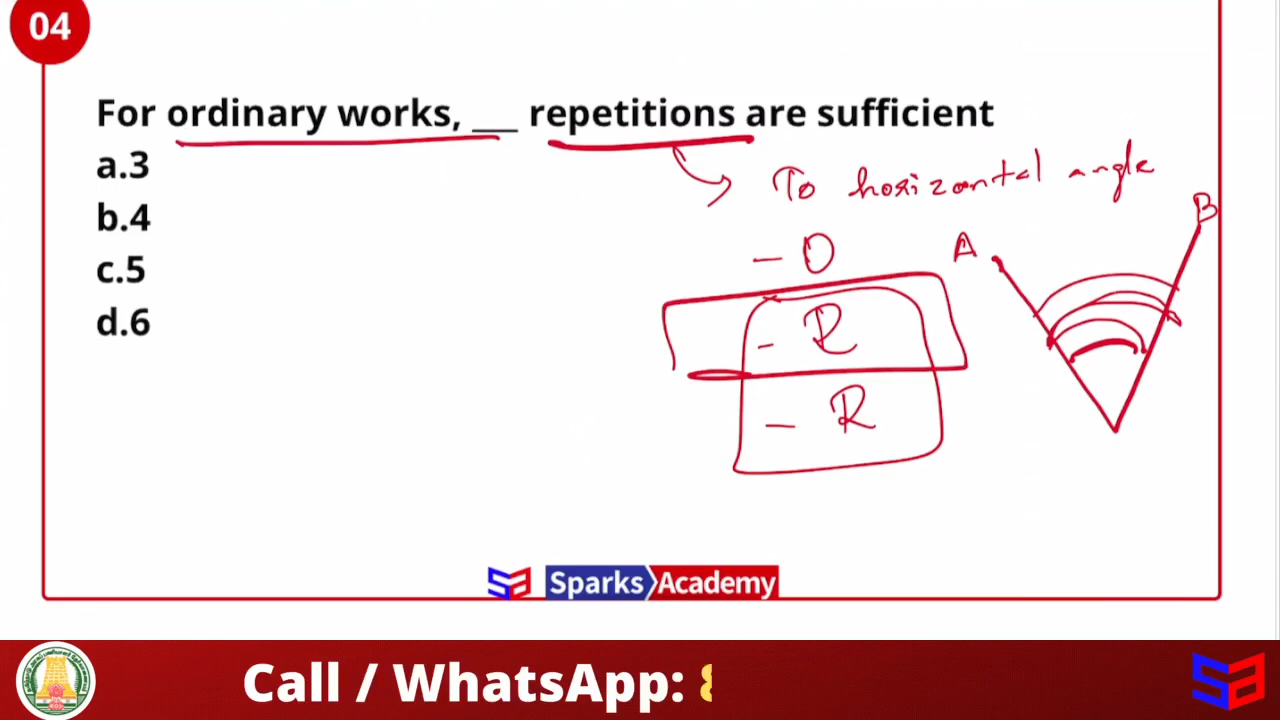 04
For ordinary works, ___ repetitions are sufficient
a.3
b.4
c.5
d.6
To horizontal angle
- O
- R
- R
A
B
Sparks Academy
Call / WhatsApp: 8